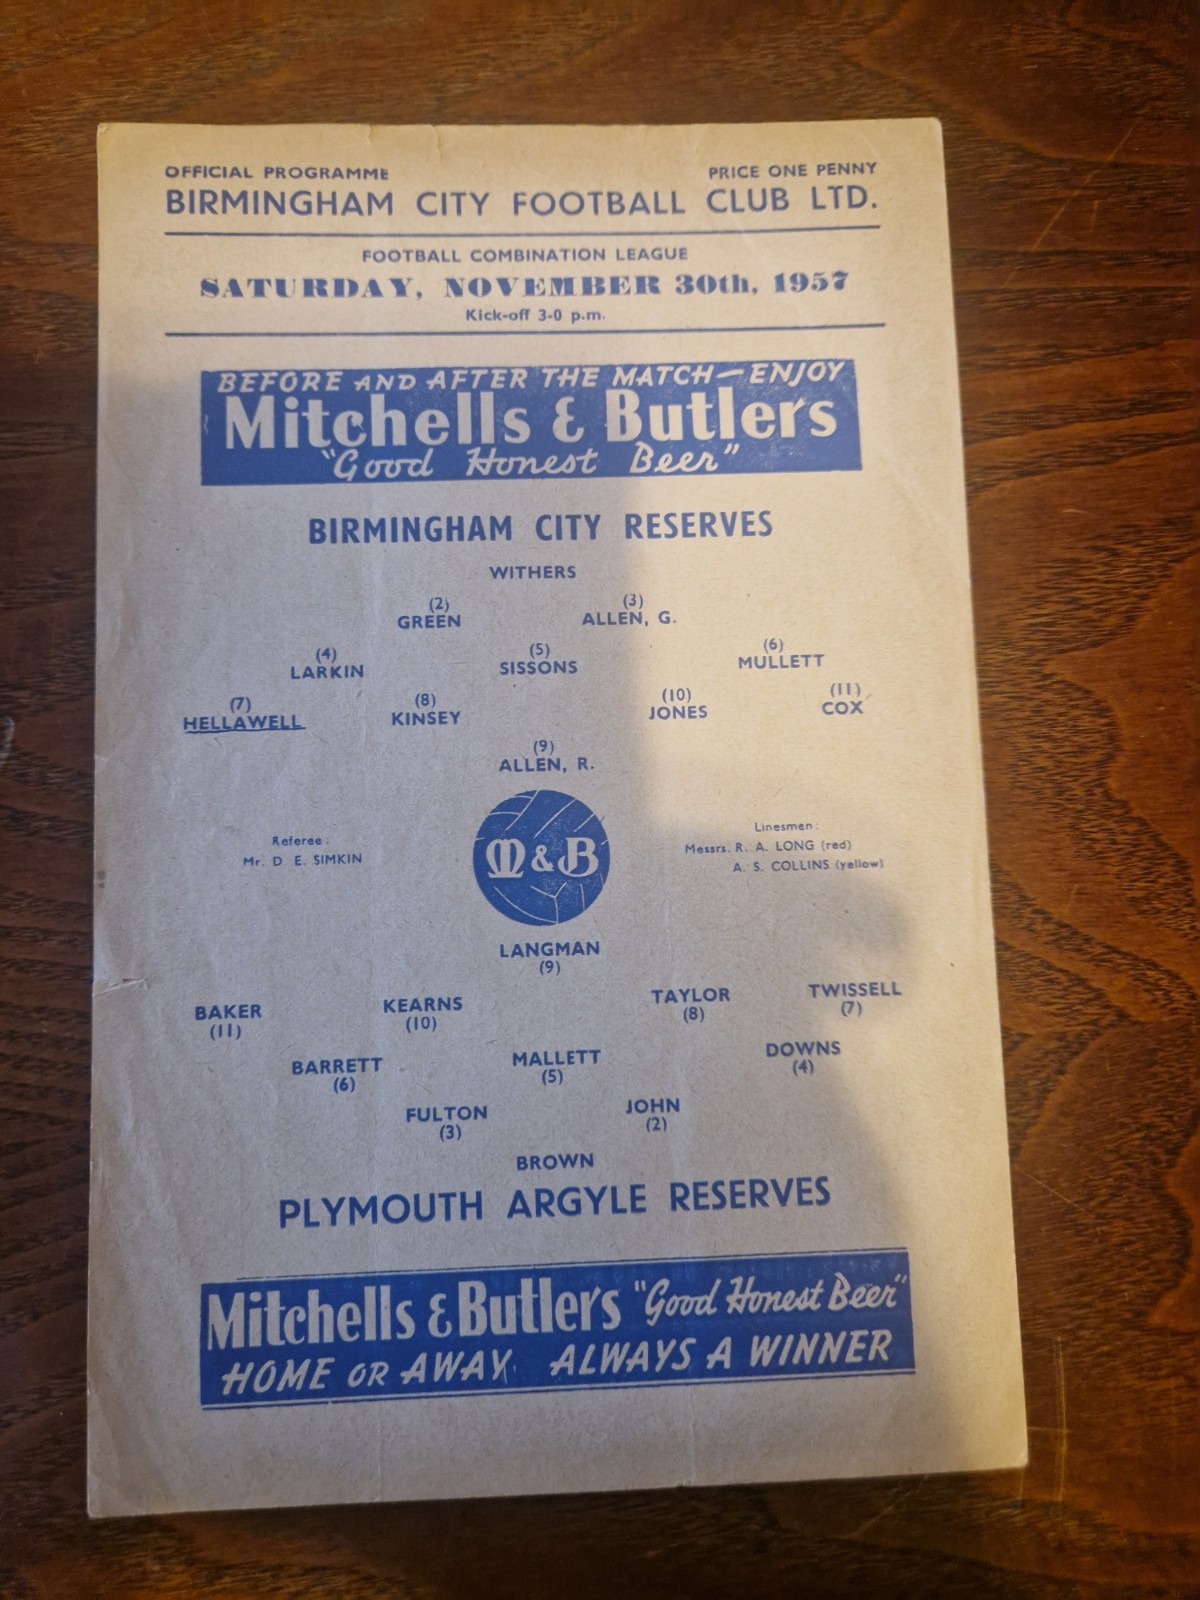 OFFICIAL PROGRAMME PRICE ONE PENNY
BIRMINGHAM CITY FOOTBALL CLUB LTD.
FOOTBALL COMBINATION LEAGUE
SATURDAY, NOVEMBER 30th, 1957
Kick-off 3-0 p.m.
BEFORE AND AFTER THE MATCH—ENJOY
Mitchells & Butlers
"Good Honest Beer"
BIRMINGHAM CITY RESERVES
WITHERS
(2) (3)
GREEN ALLEN, G.
(4) (5) (6)
LARKIN SISSONS MULLETT
(7) (8) (10) (11)
HELLAWELL KINSEY JONES COX
(9)
ALLEN, R.
Referee:
Mr. D E. SIMKIN
M & B
Linesmen:
Messrs. R. A. LONG (red)
A. S. COLLINS (yellow)
LANGMAN
(9)
BAKER KEARNS TAYLOR TWISSELL
(11) (10) (8) (7)
BARRETT MALLETT DOWNS
(6) (5) (4)
FULTON JOHN
(3) (2)
BROWN
PLYMOUTH ARGYLE RESERVES
Mitchells & Butlers "Good Honest Beer"
HOME OR AWAY ALWAYS A WINNER